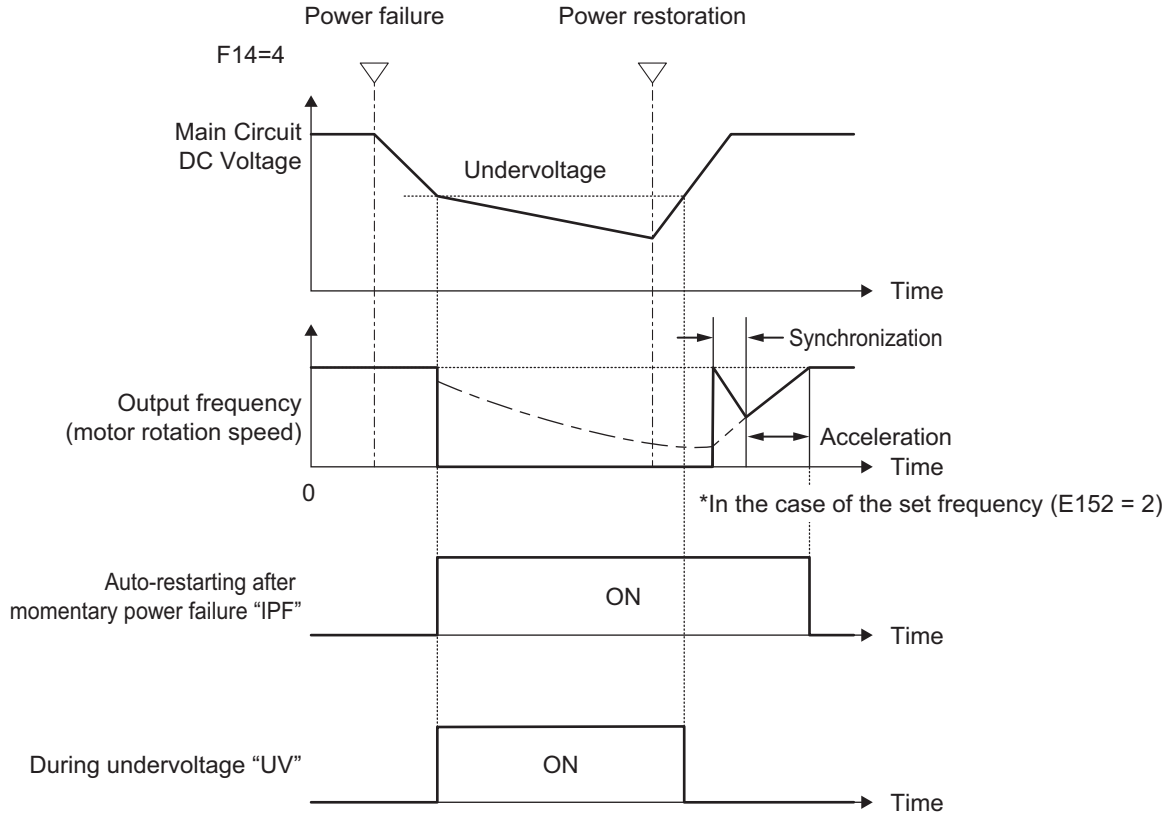 Power failure
Power restoration
F14=4
Main Circuit
DC Voltage
Undervoltage
Time
Synchronization
Output frequency
(motor rotation speed)
Acceleration
Time
0
*In the case of the set frequency (E152 = 2)
Auto-restarting after
momentary power failure “IPF”
ON
Time
During undervoltage “UV”
ON
Time